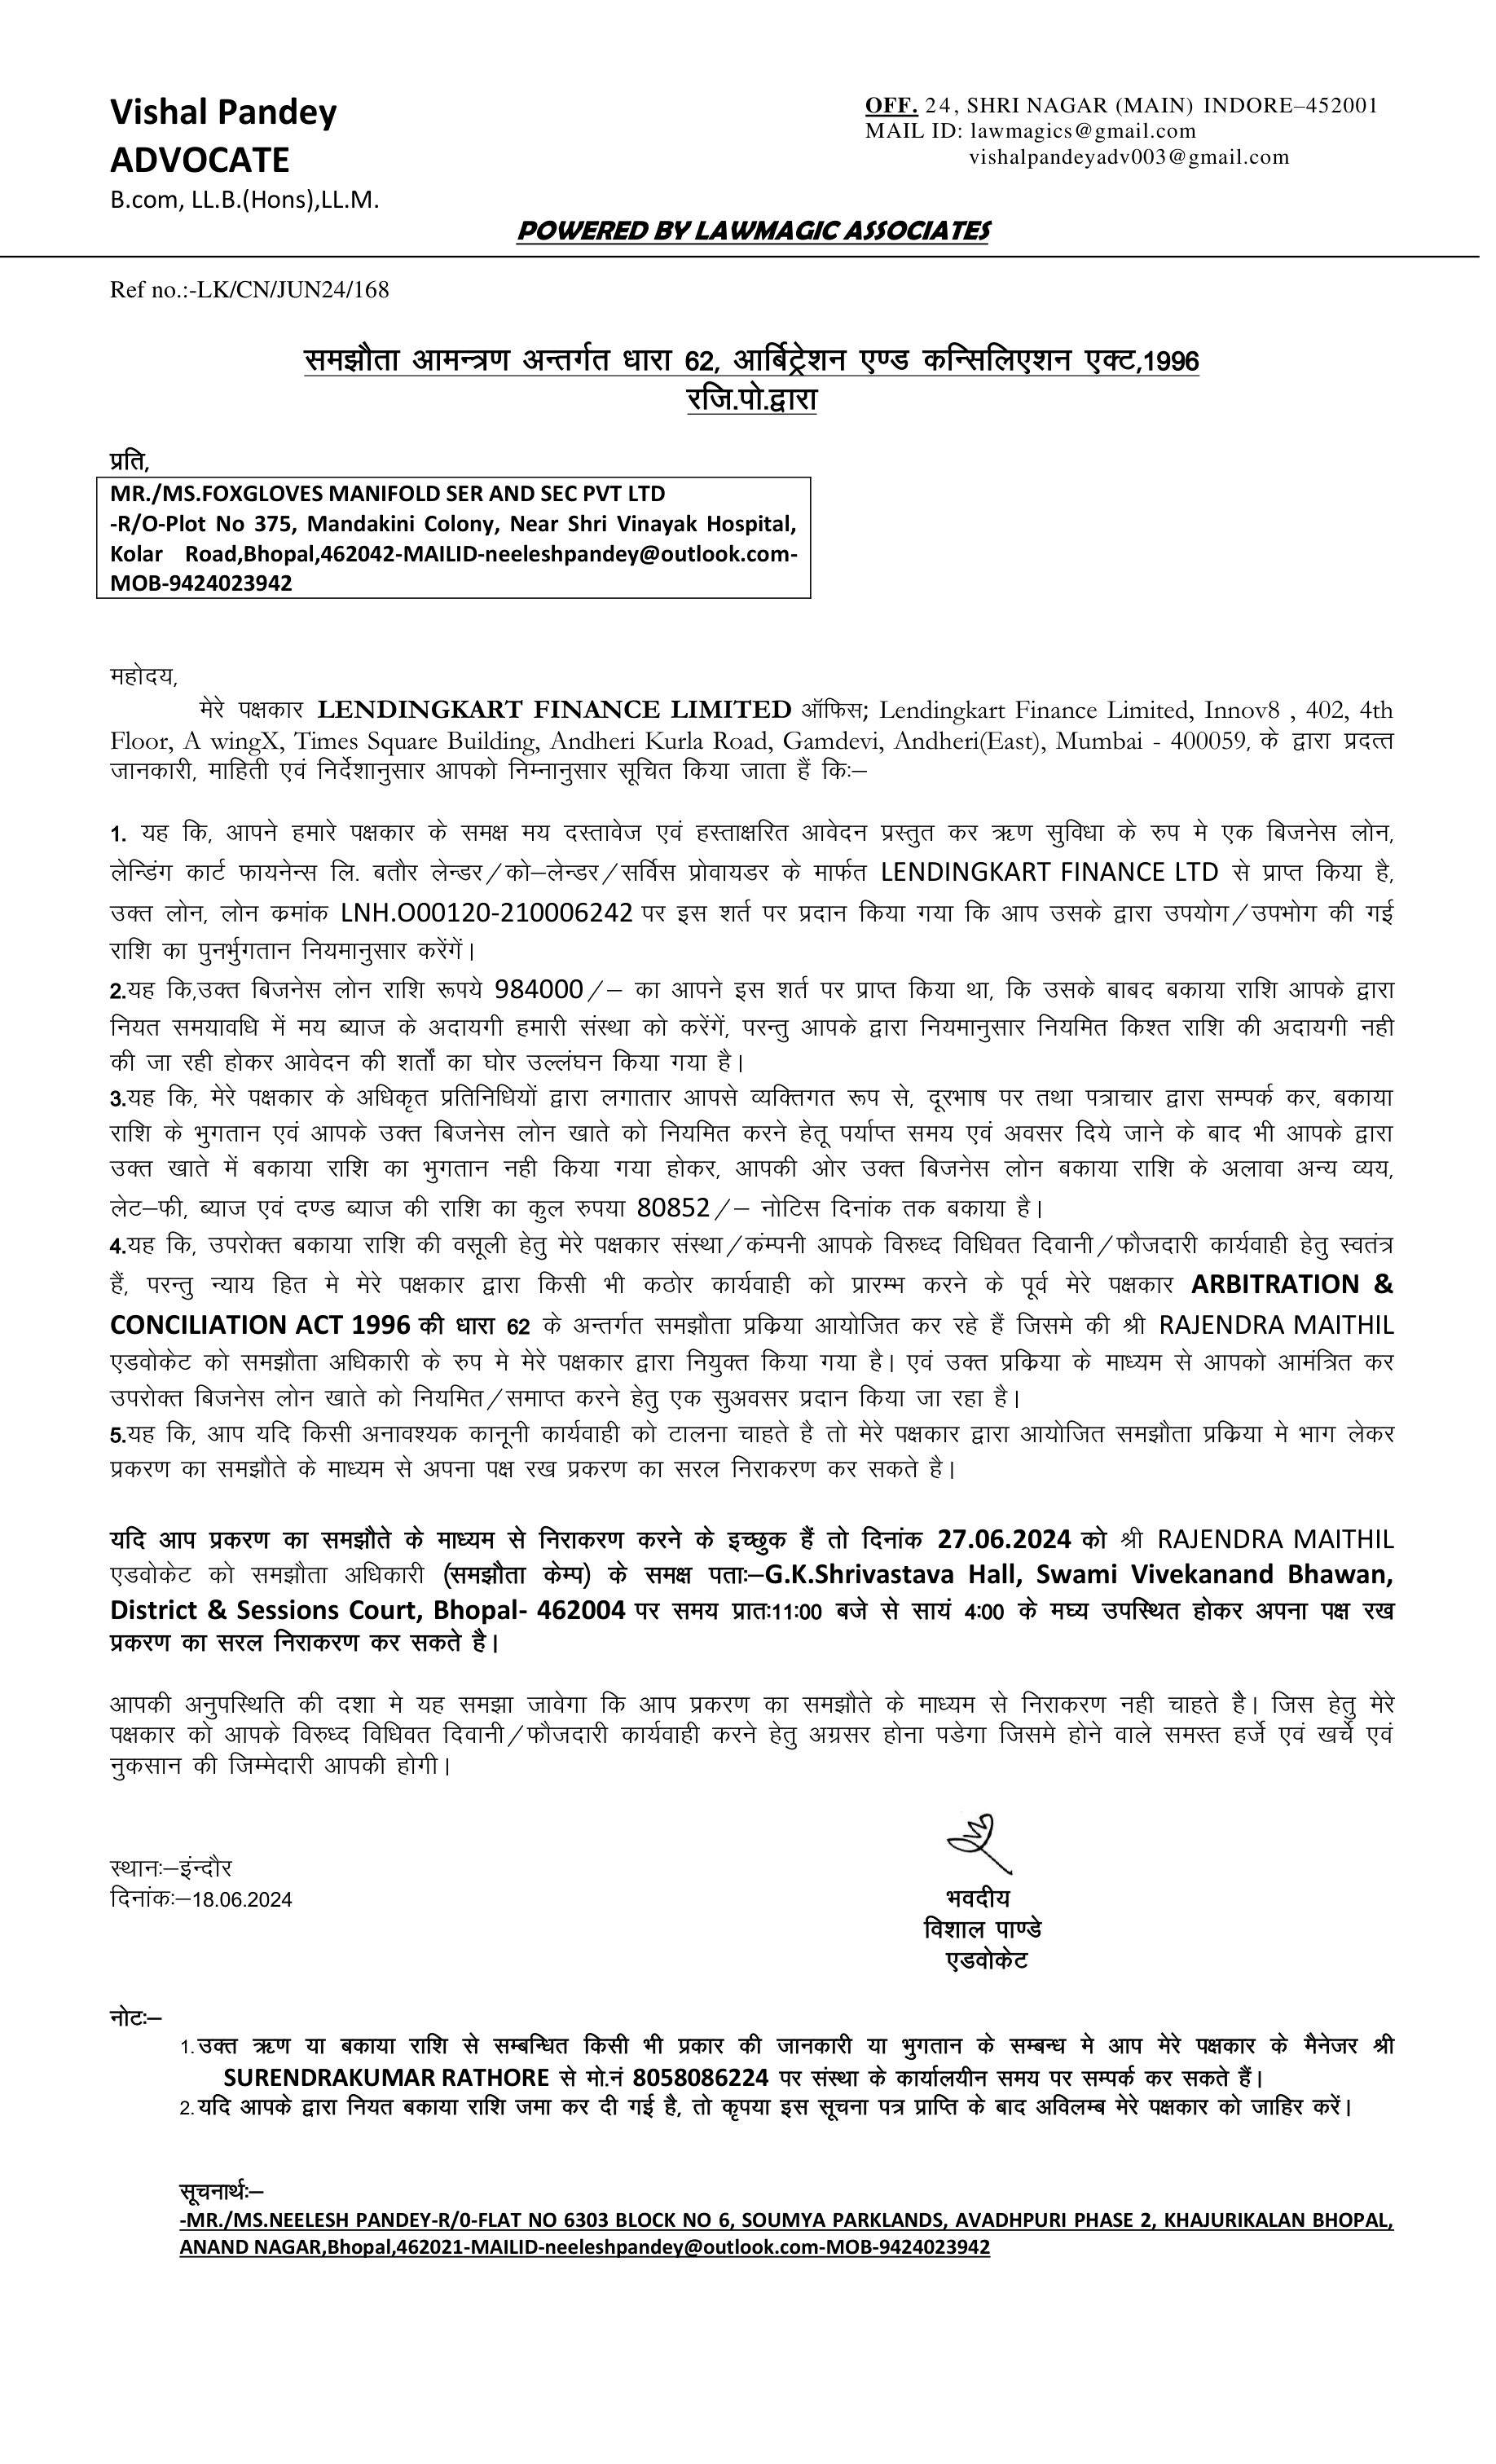 Vishal Pandey
ADVOCATE
B.com, LL.B.(Hons),LL.M.
OFF. 24, SHRI NAGAR (MAIN) INDORE–452001
MAIL ID: lawmagics@gmail.com
vishalpandeyadv003@gmail.com
POWERED BY LAWMAGIC ASSOCIATES
Ref no.:-LK/CN/JUN24/168
समझौता आमन्त्रण अन्तर्गत धारा 62, आर्बिट्रेशन एण्ड कन्सिलिएशन एक्ट,1996
रजि.पो.द्वारा
प्रति,
MR./MS.FOXGLOVES MANIFOLD SER AND SEC PVT LTD
-R/O-Plot No 375, Mandakini Colony, Near Shri Vinayak Hospital,
Kolar Road,Bhopal,462042-MAILID-neeleshpandey@outlook.com-
MOB-9424023942
महोदय,
मेरे पक्षकार LENDINGKART FINANCE LIMITED ऑफिस; Lendingkart Finance Limited, Innov8 , 402, 4th
Floor, A wingX, Times Square Building, Andheri Kurla Road, Gamdevi, Andheri(East), Mumbai - 400059, के द्वारा प्रदत्त
जानकारी, माहिती एवं निर्देशानुसार आपको निम्नानुसार सूचित किया जाता हैं कि:–
1. यह कि, आपने हमारे पक्षकार के समक्ष मय दस्तावेज एवं हस्ताक्षरित आवेदन प्रस्तुत कर ऋण सुविधा के रुप मे एक बिजनेस लोन,
लेन्डिंग कार्ट फायनेन्स लि. बतौर लेन्डर/को–लेन्डर/सर्विस प्रोवायडर के मार्फत LENDINGKART FINANCE LTD से प्राप्त किया है,
उक्त लोन, लोन क्रमांक LNH.O00120-210006242 पर इस शर्त पर प्रदान किया गया कि आप उसके द्वारा उपयोग/उपभोग की गई
राशि का पुनर्भुगतान नियमानुसार करेंगें।
2.यह कि,उक्त बिजनेस लोन राशि रूपये 984000/– का आपने इस शर्त पर प्राप्त किया था, कि उसके बाबद बकाया राशि आपके द्वारा
नियत समयावधि में मय ब्याज के अदायगी हमारी संस्था को करेंगें, परन्तु आपके द्वारा नियमानुसार नियमित किश्त राशि की अदायगी नही
की जा रही होकर आवेदन की शर्तों का घोर उल्लंघन किया गया है।
3.यह कि, मेरे पक्षकार के अधिकृत प्रतिनिधियों द्वारा लगातार आपसे व्यक्तिगत रूप से, दूरभाष पर तथा पत्राचार द्वारा सम्पर्क कर, बकाया
राशि के भुगतान एवं आपके उक्त बिजनेस लोन खाते को नियमित करने हेतू पर्याप्त समय एवं अवसर दिये जाने के बाद भी आपके द्वारा
उक्त खाते में बकाया राशि का भुगतान नही किया गया होकर, आपकी ओर उक्त बिजनेस लोन बकाया राशि के अलावा अन्य व्यय,
लेट–फी, ब्याज एवं दण्ड ब्याज की राशि का कुल रुपया 80852/– नोटिस दिनांक तक बकाया है।
4.यह कि, उपरोक्त बकाया राशि की वसूली हेतु मेरे पक्षकार संस्था/कंम्पनी आपके विरुध्द विधिवत दिवानी/फौजदारी कार्यवाही हेतु स्वतंत्र
हैं, परन्तु न्याय हित मे मेरे पक्षकार द्वारा किसी भी कठोर कार्यवाही को प्रारम्भ करने के पूर्व मेरे पक्षकार ARBITRATION &
CONCILIATION ACT 1996 की धारा 62 के अन्तर्गत समझौता प्रक्रिया आयोजित कर रहे हैं जिसमे की श्री RAJENDRA MAITHIL
एडवोकेट को समझौता अधिकारी के रुप मे मेरे पक्षकार द्वारा नियुक्त किया गया है। एवं उक्त प्रक्रिया के माध्यम से आपको आमंत्रित कर
उपरोक्त बिजनेस लोन खाते को नियमित/समाप्त करने हेतु एक सुअवसर प्रदान किया जा रहा है।
5.यह कि, आप यदि किसी अनावश्यक कानूनी कार्यवाही को टालना चाहते है तो मेरे पक्षकार द्वारा आयोजित समझौता प्रक्रिया मे भाग लेकर
प्रकरण का समझौते के माध्यम से अपना पक्ष रख प्रकरण का सरल निराकरण कर सकते है।
यदि आप प्रकरण का समझौते के माध्यम से निराकरण करने के इच्छुक हैं तो दिनांक 27.06.2024 को श्री RAJENDRA MAITHIL
एडवोकेट को समझौता अधिकारी (समझौता केम्प) के समक्ष पता:–G.K.Shrivastava Hall, Swami Vivekanand Bhawan,
District & Sessions Court, Bhopal- 462004 पर समय प्रातः11:00 बजे से सायं 4:00 के मघ्य उपस्थित होकर अपना पक्ष रख
प्रकरण का सरल निराकरण कर सकते है।
आपकी अनुपस्थिति की दशा मे यह समझा जावेगा कि आप प्रकरण का समझौते के माध्यम से निराकरण नही चाहते है। जिस हेतु मेरे
पक्षकार को आपके विरुध्द विधिवत दिवानी/फौजदारी कार्यवाही करने हेतु अग्रसर होना पडेगा जिसमे होने वाले समस्त हर्जे एवं खर्चे एवं
नुकसान की जिम्मेदारी आपकी होगी।
स्थान:–इंन्दौर
दिनांक:–18.06.2024
भवदीय
विशाल पाण्डे
एडवोकेट
नोट:–
1.उक्त ऋण या बकाया राशि से सम्बन्धित किसी भी प्रकार की जानकारी या भुगतान के सम्बन्ध मे आप मेरे पक्षकार के मैनेजर श्री
SURENDRAKUMAR RATHORE से मो.नं 8058086224 पर संस्था के कार्यालयीन समय पर सम्पर्क कर सकते हैं।
2.यदि आपके द्वारा नियत बकाया राशि जमा कर दी गई है, तो कृपया इस सूचना पत्र प्राप्ति के बाद अविलम्ब मेरे पक्षकार को जाहिर करें।
सूचनार्थ:–
-MR./MS.NEELESH PANDEY-R/0-FLAT NO 6303 BLOCK NO 6, SOUMYA PARKLANDS, AVADHPURI PHASE 2, KHAJURIKALAN BHOPAL,
ANAND NAGAR,Bhopal,462021-MAILID-neeleshpandey@outlook.com-MOB-9424023942